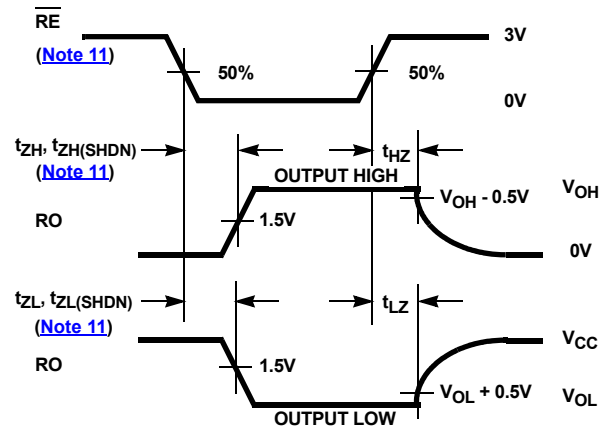 RE
(Note 11)
3V
50%
50%
0V
tZH, tZH(SHDN)
(Note 11)
tHZ
OUTPUT HIGH
VOH - 0.5V
VOH
RO
1.5V
0V
tZL, tZL(SHDN)
(Note 11)
tLZ
RO
VCC
1.5V
VOL + 0.5V
VOL
OUTPUT LOW